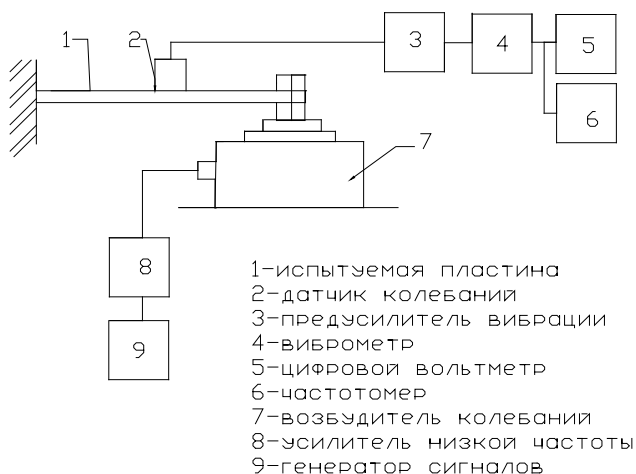 1
2
3
4
5
6
7
8
9
1-испытуемая пластина
2-датчик колебаний
3-предусилитель вибрации
4-виброметр
5-цифровой вольтметр
6-частотомер
7-возбудитель колебаний
8-усилитель низкой частоты
9-генератор сигналов